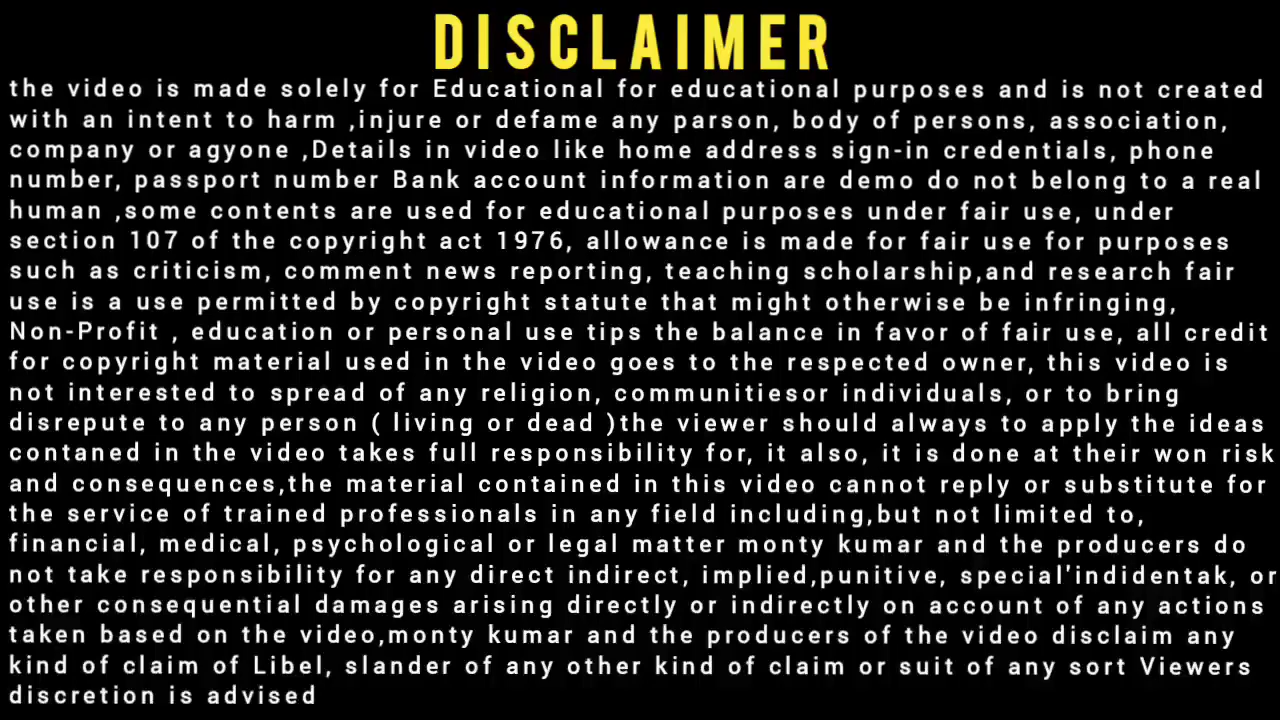 DISCLAIMER
the video is made solely for Educational for educational purposes and is not created
with an intent to harm ,injure or defame any parson, body of persons, association,
company or agyone ,Details in video like home address sign-in credentials, phone
number, passport number Bank account information are demo do not belong to a real
human ,some contents are used for educational purposes under fair use, under
section 107 of the copyright act 1976, allowance is made for fair use for purposes
such as criticism, comment news reporting, teaching scholarship,and research fair
use is a use permitted by copyright statute that might otherwise be infringing,
Non-Profit , education or personal use tips the balance in favor of fair use, all credit
for copyright material used in the video goes to the respected owner, this video is
not interested to spread of any religion, communitiesor individuals, or to bring
disrepute to any person ( living or dead )the viewer should always to apply the ideas
contaned in the video takes full responsibility for, it also, it is done at their won risk
and consequences,the material contained in this video cannot reply or substitute for
the service of trained professionals in any field including,but not limited to,
financial, medical, psychological or legal matter monty kumar and the producers do
not take responsibility for any direct indirect, implied,punitive, special'indidentak, or
other consequential damages arising directly or indirectly on account of any actions
taken based on the video,monty kumar and the producers of the video disclaim any
kind of claim of Libel, slander of any other kind of claim or suit of any sort Viewers
discretion is advised